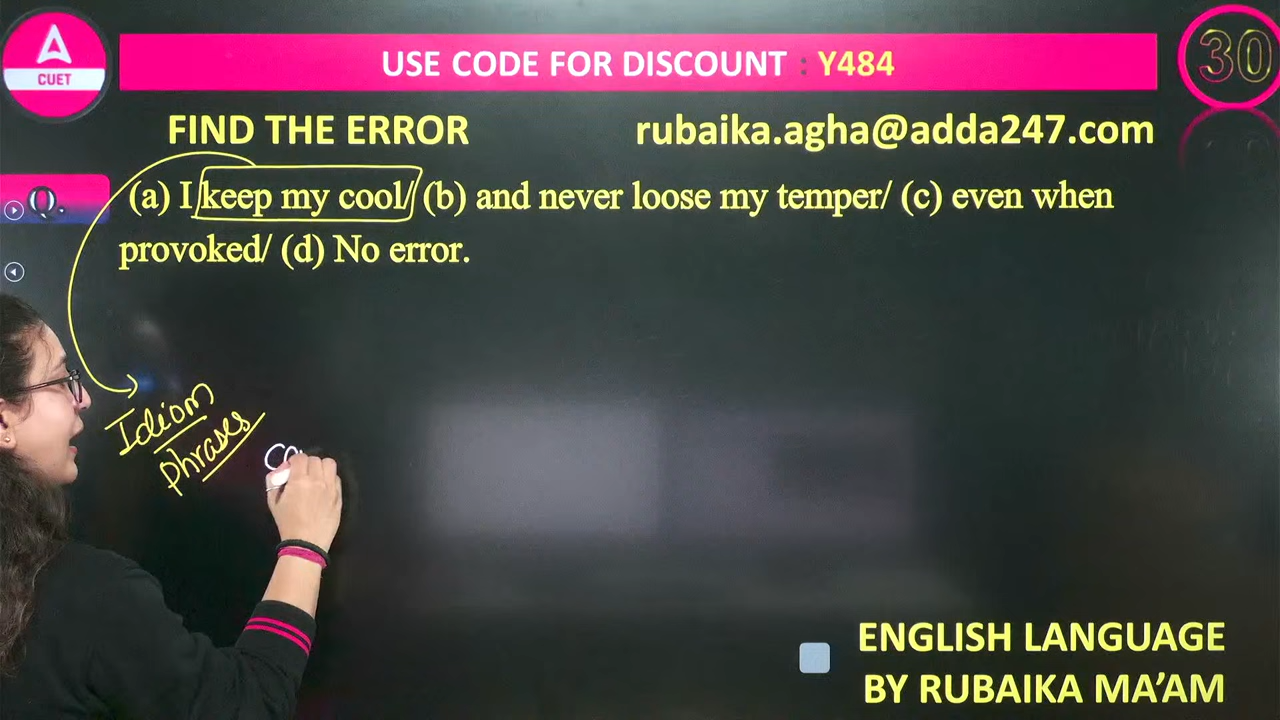 CUET
USE CODE FOR DISCOUNT : Y484
30
FIND THE ERROR
rubaika.agha@adda247.com
Q.
(a) I keep my cool/ (b) and never loose my temper/ (c) even when
provoked/ (d) No error.
Idiom
Phrases
ENGLISH LANGUAGE
BY RUBAIKA MA’AM